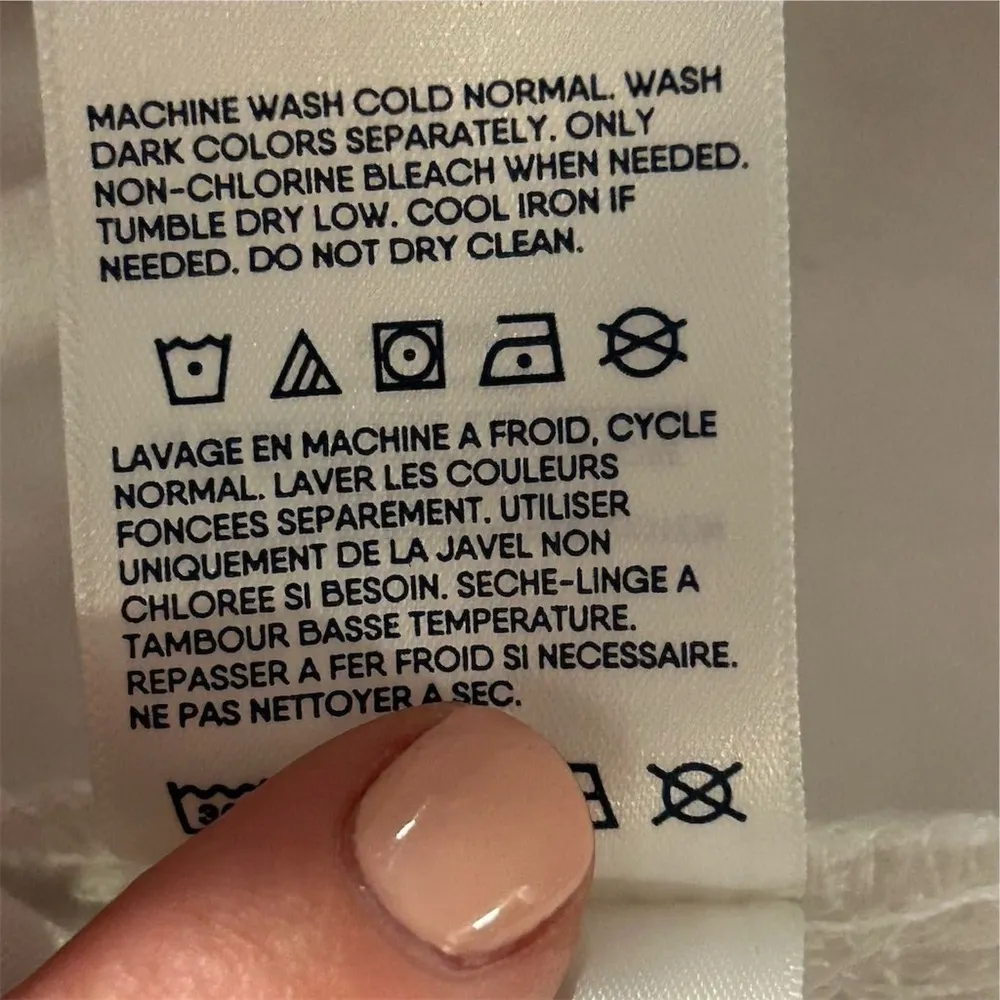 MACHINE WASH COLD NORMAL. WASH
DARK COLORS SEPARATELY. ONLY
NON-CHLORINE BLEACH WHEN NEEDED.
TUMBLE DRY LOW. COOL IRON IF
NEEDED. DO NOT DRY CLEAN.
LAVAGE EN MACHINE A FROID, CYCLE
NORMAL. LAVER LES COULEURS
FONCEES SEPAREMENT. UTILISER
UNIQUEMENT DE LA JAVEL NON
CHLOREE SI BESOIN. SECHE-LINGE A
TAMBOUR BASSE TEMPERATURE.
REPASSER A FER FROID SI NECESSAIRE.
NE PAS NETTOYER A SEC.